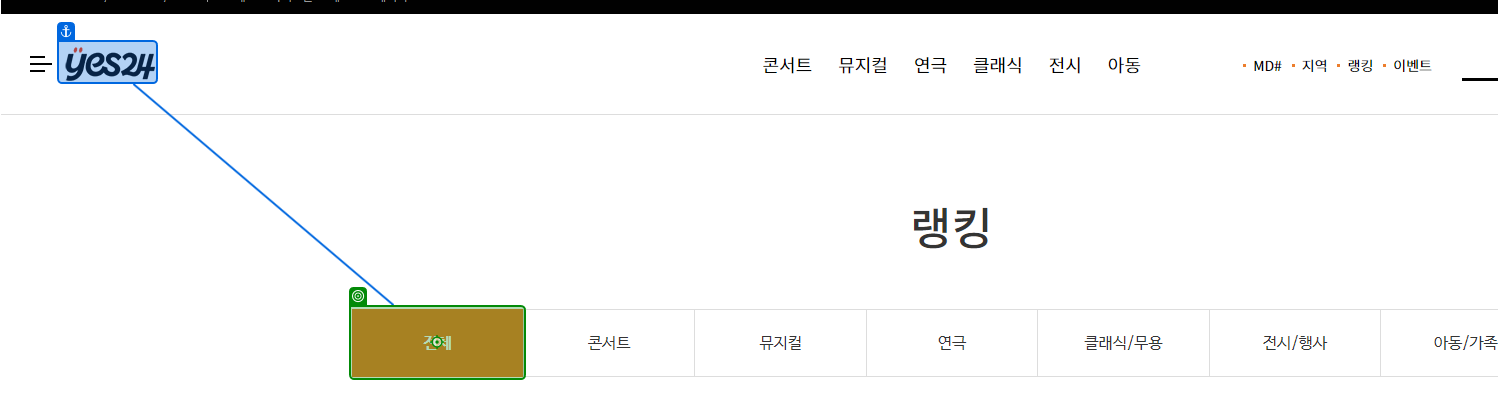 yes24
콘서트 뮤지컬 연극 클래식 전시 아동
MD# 지역 랭킹 이벤트
랭킹
전체 콘서트 뮤지컬 연극 클래식/무용 전시/행사 아동/가족